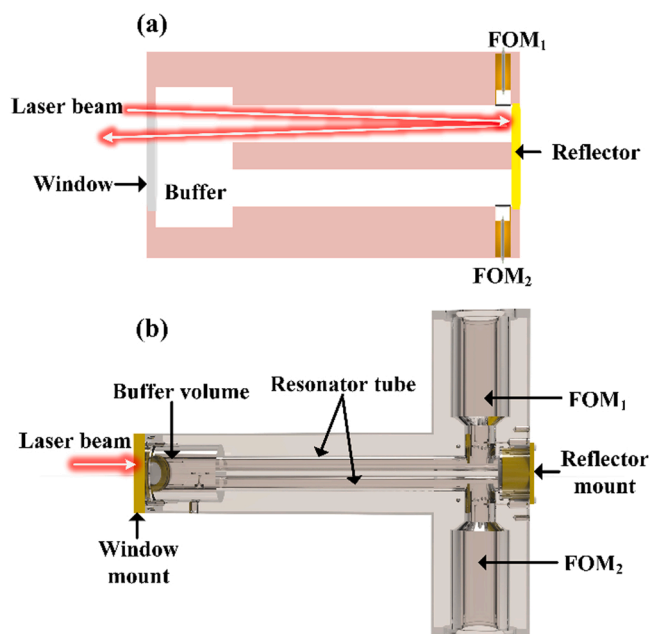 (a)
FOM₁
Laser beam
Reflector
Window
Buffer
FOM₂
(b)
Buffer volume
Resonator tube
FOM₁
Laser beam
Reflector
mount
Window
mount
FOM₂